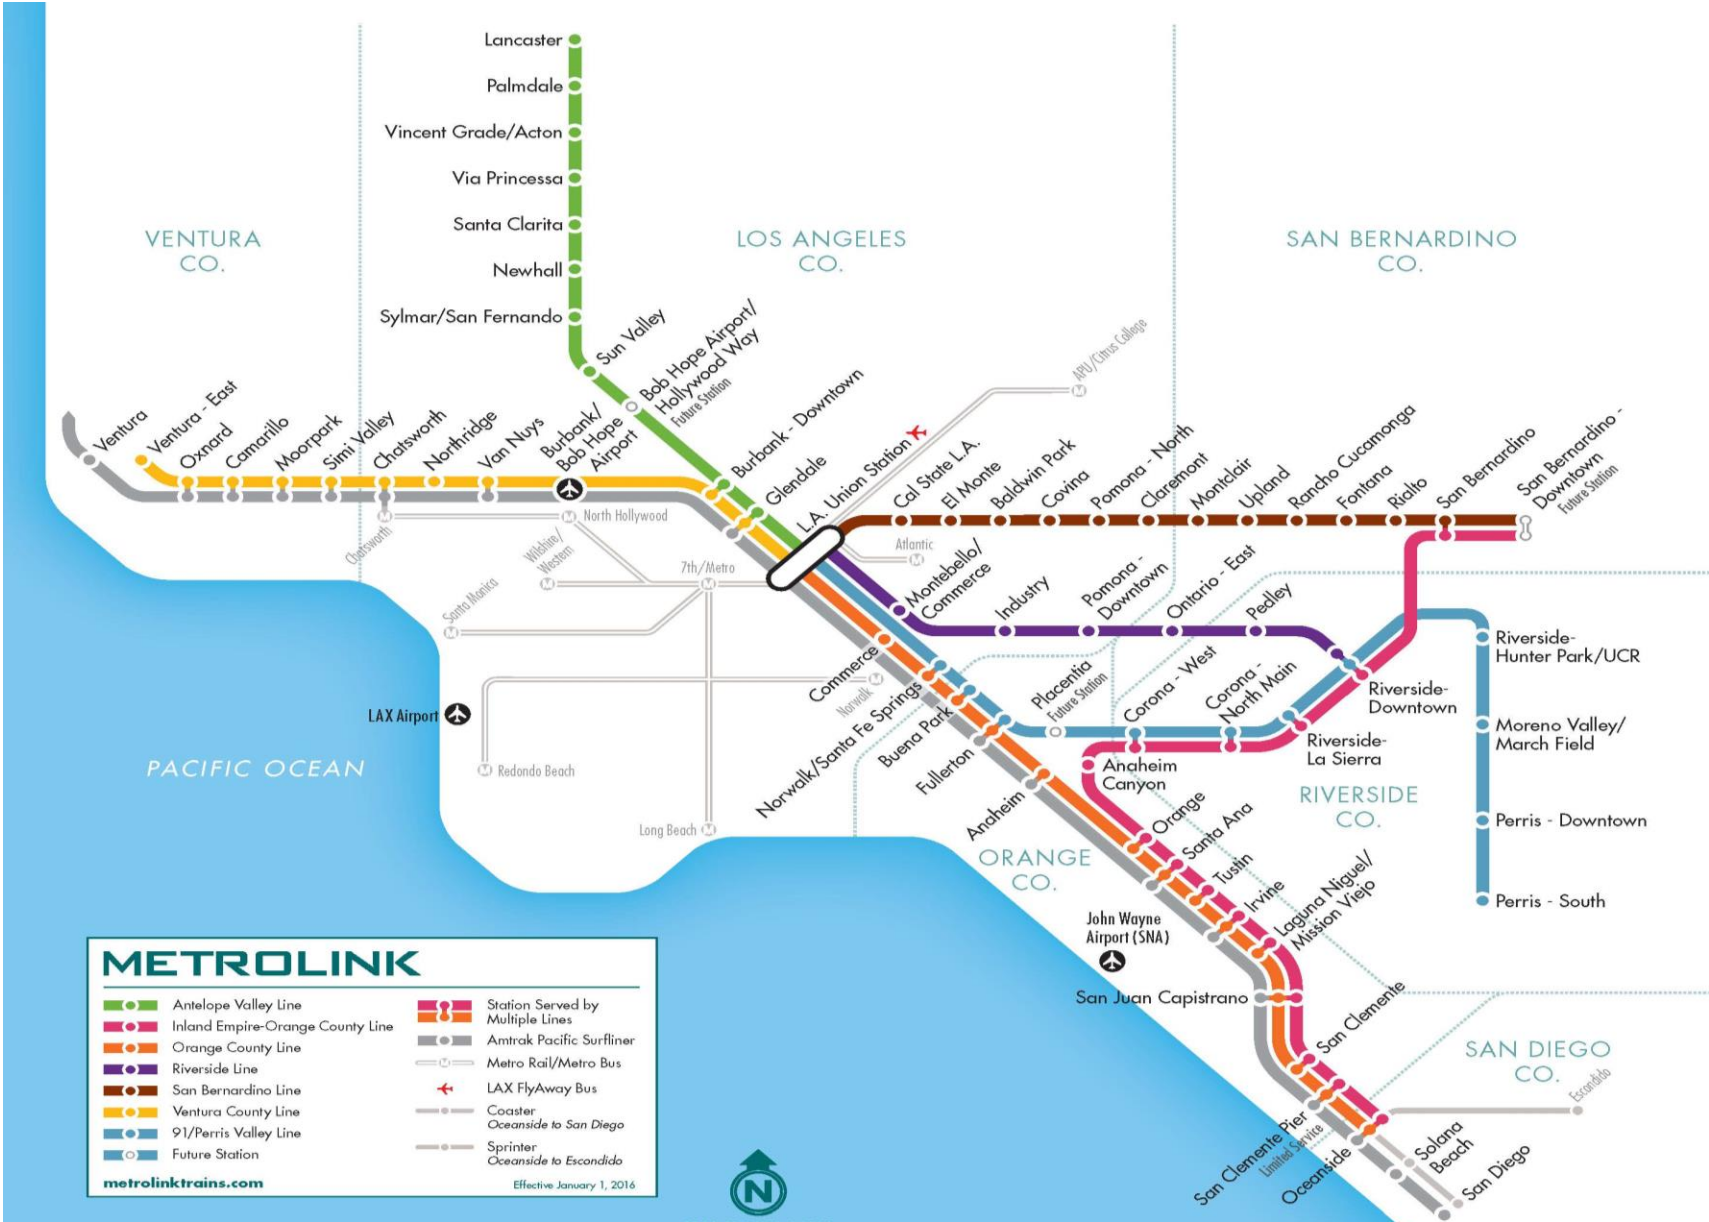 Lancaster
Palmdale
Vincent Grade/Acton
Via Princessa
Santa Clarita
Newhall
Sylmar/San Fernando
Sun Valley
Bob Hope Airport/
Hollywood Way
Future Station
VENTURA
CO.
LOS ANGELES
CO.
SAN BERNARDINO
CO.
Ventura
Ventura - East
Oxnard
Camarillo
Moorpark
Simi Valley
Chatsworth
Northridge
Van Nuys
Burbank/
Bob Hope
Airport
Burbank - Downtown
Glendale
L.A. Union Station
Cal State L.A.
El Monte
Baldwin Park
Covina
Pomona - North
Claremont
Montclair
Upland
Rancho Cucamonga
Fontana
Rialto
San Bernardino
San Bernardino -
Downtown
Future Station
APU/Citrus College
M
Chatsworth
M
North Hollywood
M
Wilshire/
Western
M
7th/Metro
M
Santa Monica
M
Atlantic
M
Norwalk
M
Redondo Beach
M
Long Beach
M
LAX Airport
PACIFIC OCEAN
Montebello/
Commerce
Industry
Pomona -
Downtown
Ontario - East
Pedley
Riverside-
Hunter Park/UCR
Riverside-
Downtown
Moreno Valley/
March Field
Perris - Downtown
Perris - South
Commerce
Norwalk/Santa Fe Springs
Buena Park
Fullerton
Anaheim
Placentia
Future Station
Corona - West
Corona -
North Main
Riverside-
La Sierra
Anaheim
Canyon
RIVERSIDE
CO.
ORANGE
CO.
Orange
Santa Ana
Tustin
Irvine
Laguna Niguel/
Mission Viejo
John Wayne
Airport (SNA)
San Juan Capistrano
San Clemente
San Clemente Pier
Limited Service
Oceanside
SAN DIEGO
CO.
Escondido
Solana
Beach
San Diego
METROLINK
Antelope Valley Line
Inland Empire-Orange County Line
Orange County Line
Riverside Line
San Bernardino Line
Ventura County Line
91/Perris Valley Line
Future Station
Station Served by
Multiple Lines
Amtrak Pacific Surfliner
M
Metro Rail/Metro Bus
LAX FlyAway Bus
Coaster
Oceanside to San Diego
Sprinter
Oceanside to Escondido
metrolinktrains.com
Effective January 1, 2016
N